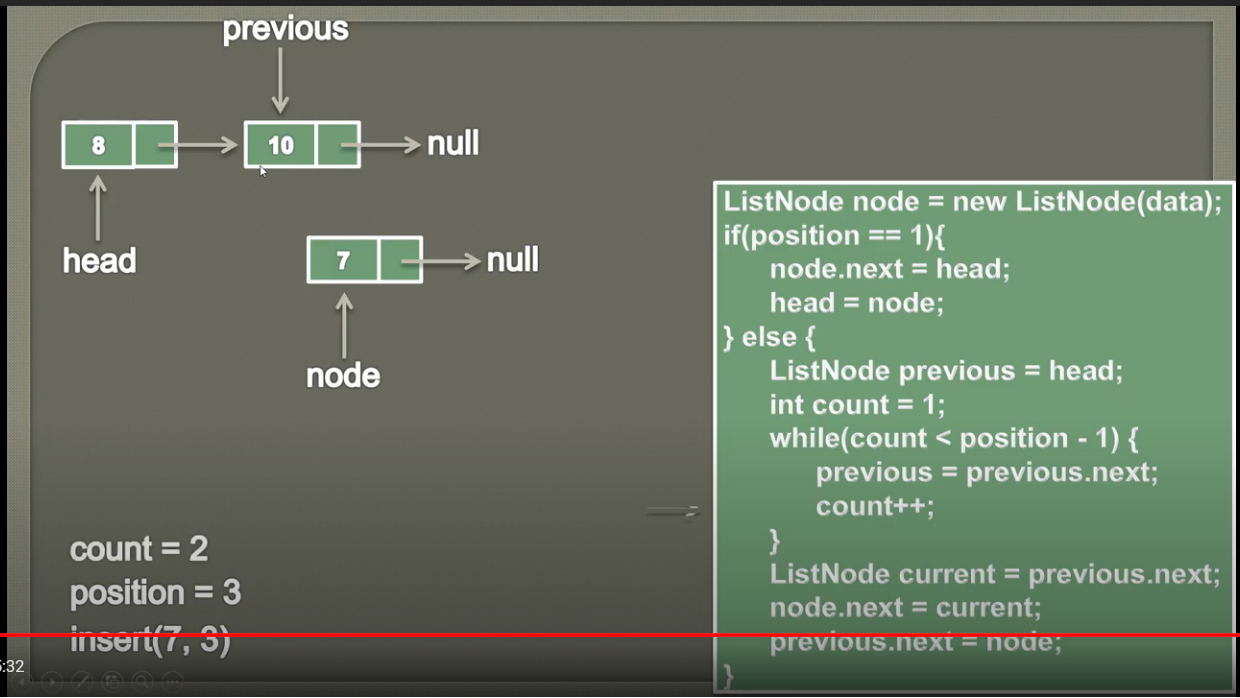 previous
8
10
null
head
7
null
node
count = 2
position = 3
insert(7, 3)
ListNode node = new ListNode(data);
if(position == 1){
node.next = head;
head = node;
} else {
ListNode previous = head;
int count = 1;
while(count < position - 1) {
previous = previous.next;
count++;
}
ListNode current = previous.next;
node.next = current;
previous.next = node;
}